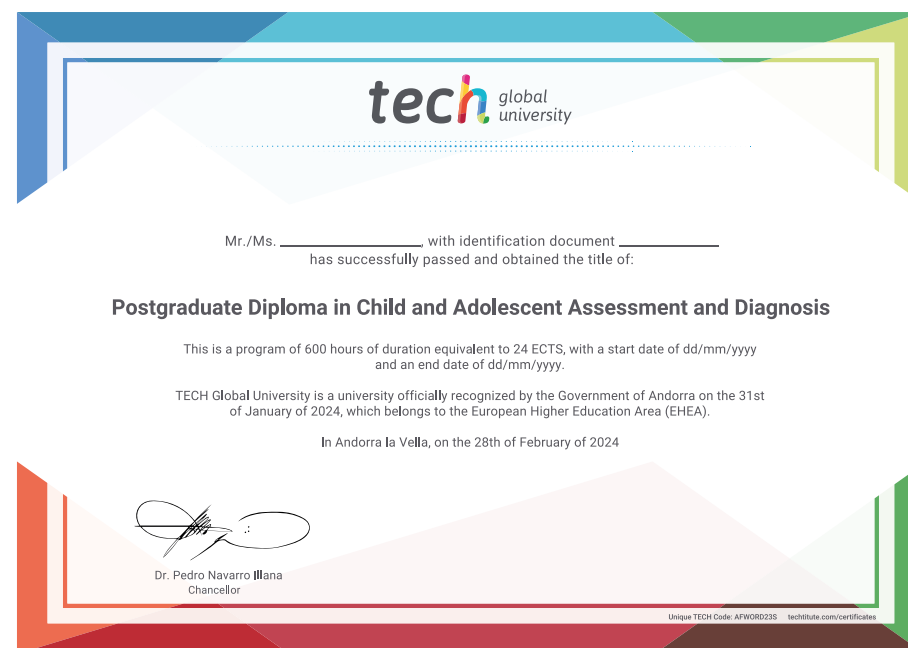 tech global university
Mr./Ms. ____________, with identification document ____________
has successfully passed and obtained the title of:
Postgraduate Diploma in Child and Adolescent Assessment and Diagnosis
This is a program of 600 hours of duration equivalent to 24 ECTS, with a start date of dd/mm/yyyy
and an end date of dd/mm/yyyy.
TECH Global University is a university officially recognized by the Government of Andorra on the 31st
of January of 2024, which belongs to the European Higher Education Area (EHEA).
In Andorra la Vella, on the 28th of February of 2024
Dr. Pedro Navarro Illana
Chancellor
Unique TECH Code: AFWORD23S techtitute.com/certificates